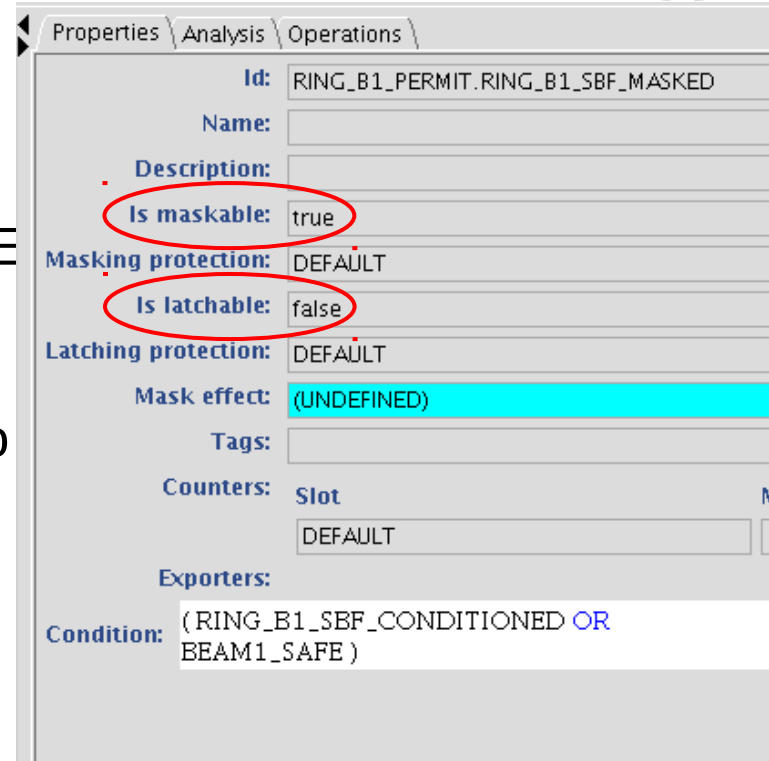 Properties Analysis Operations
Id: RING_B1_PERMIT.RING_B1_SBF_MASKED
Name:
Description:
Is maskable: true
Masking protection: DEFAULT
Is latchable: false
Latching protection: DEFAULT
Mask effect: (UNDEFINED)
Tags:
Counters: Slot
DEFAULT
Exporters:
Condition: ( RING_B1_SBF_CONDITIONED OR
BEAM1_SAFE )